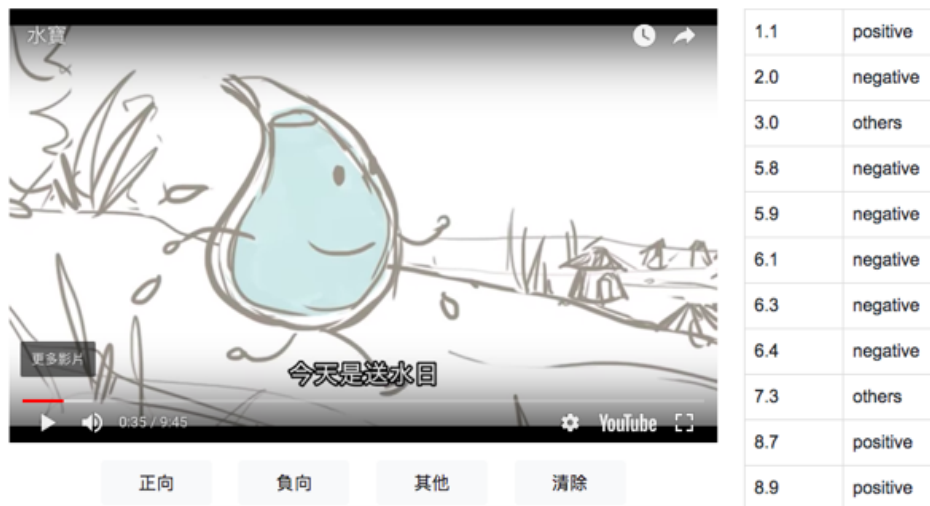 水寶
更多影片
今天是送水日
0:35 / 9:45
YouTube
正向
負向
其他
清除
1.1 positive
2.0 negative
3.0 others
5.8 negative
5.9 negative
6.1 negative
6.3 negative
6.4 negative
7.3 others
8.7 positive
8.9 positive